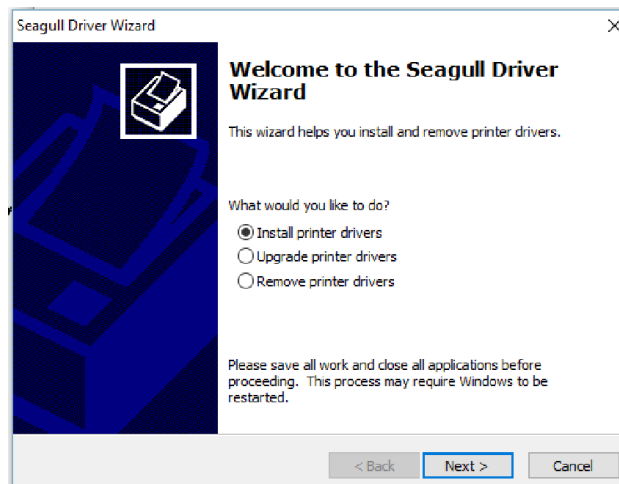 Seagull Driver Wizard
Welcome to the Seagull Driver
Wizard
This wizard helps you install and remove printer drivers.
What would you like to do?
Install printer drivers
Upgrade printer drivers
Remove printer drivers
Please save all work and close all applications before
proceeding. This process may require Windows to be
restarted.
< Back Next > Cancel